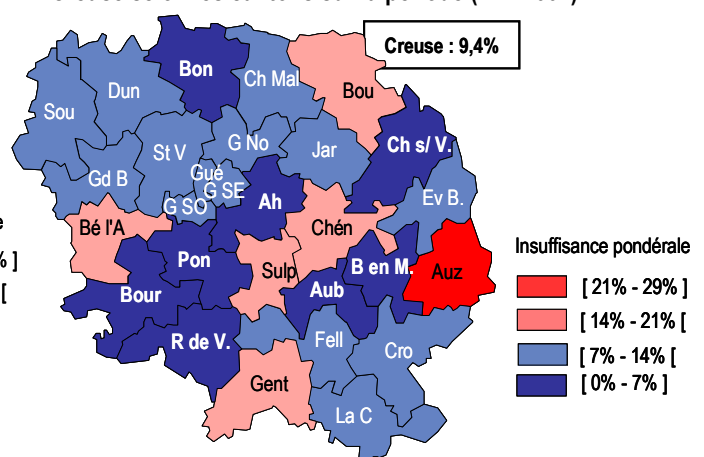 Creuse : 9,4%
Bon
Ch Mal
Bou
Dun
Sou
G No
Ch s/ V.
St V
Jar
Gué
Gd B
G SE
Ev B.
G SO
Ah
Bé l'A
Chén
Insuffisance pondérale
% ]
Pon
Sulp
B en M.
Auz
[ 21% - 29% ]
[
Bour
Aub
[ 14% - 21% [
R de V.
Fell
Cro
[ 7% - 14% [
Gent
[ 0% - 7% ]
La C